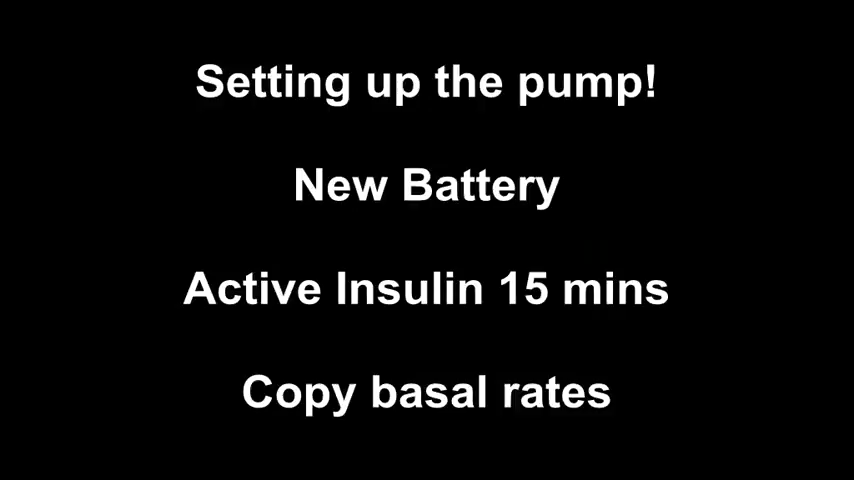 Setting up the pump!
New Battery
Active Insulin 15 mins
Copy basal rates